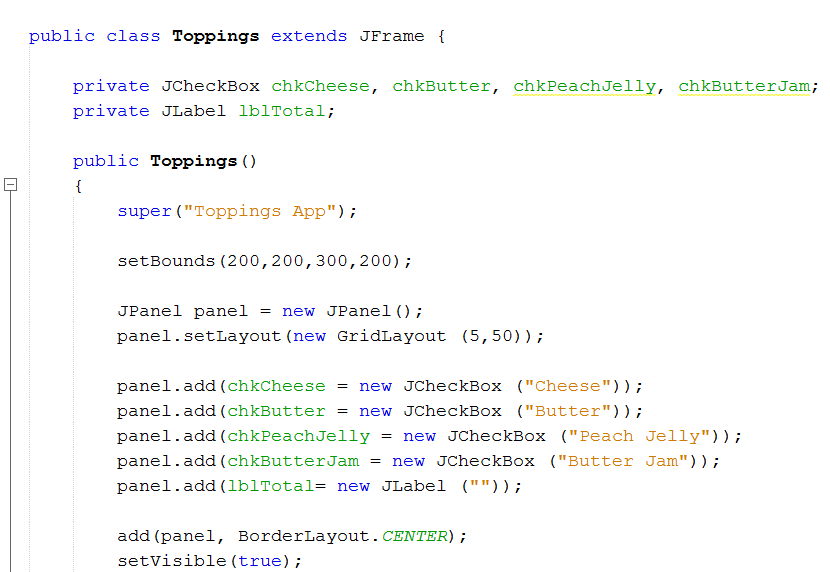 public class Toppings extends JFrame {
private JCheckBox chkCheese, chkButter, chkPeachJelly, chkButterJam;
private JLabel lblTotal;
public Toppings()
{
super("Toppings App");
setBounds(200,200,300,200);
JPanel panel = new JPanel();
panel.setLayout(new GridLayout (5,50));
panel.add(chkCheese = new JCheckBox ("Cheese"));
panel.add(chkButter = new JCheckBox ("Butter"));
panel.add(chkPeachJelly = new JCheckBox ("Peach Jelly"));
panel.add(chkButterJam = new JCheckBox ("Butter Jam"));
panel.add(lblTotal= new JLabel (""));
add(panel, BorderLayout.CENTER);
setVisible(true);